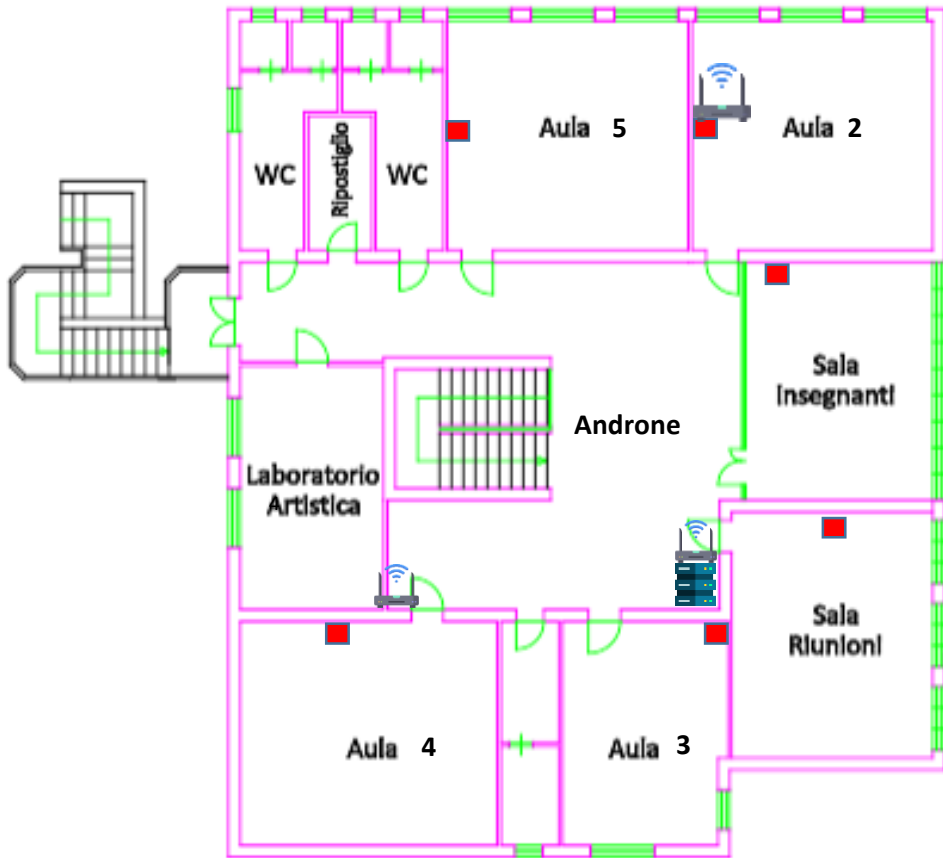 Aula 5
Aula 2
WC
Ripostiglio
WC
Sala
Insegnanti
Androne
Laboratorio
Artistica
Sala
Riunioni
Aula 4
Aula 3